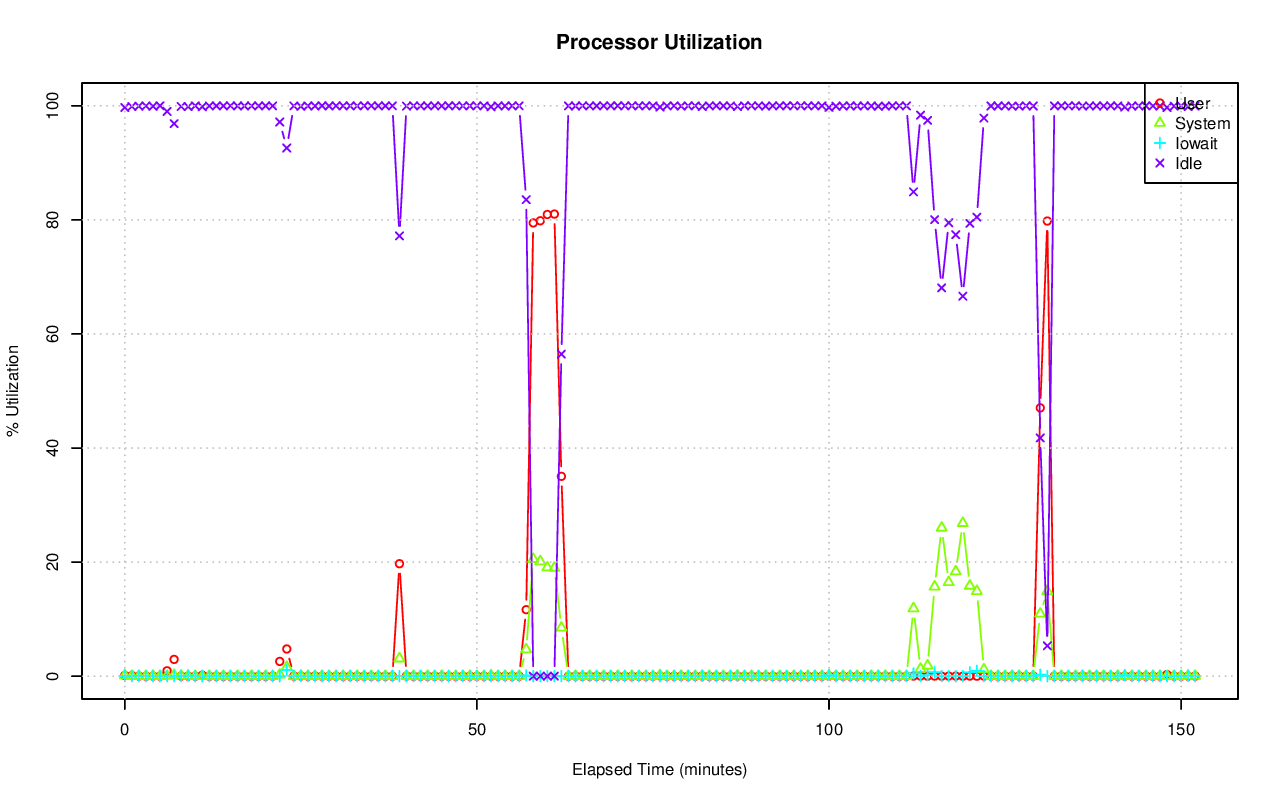 Processor Utilization
% Utilization
100
80
60
40
20
0
User
System
Iowait
Idle
0 50 100 150
Elapsed Time (minutes)